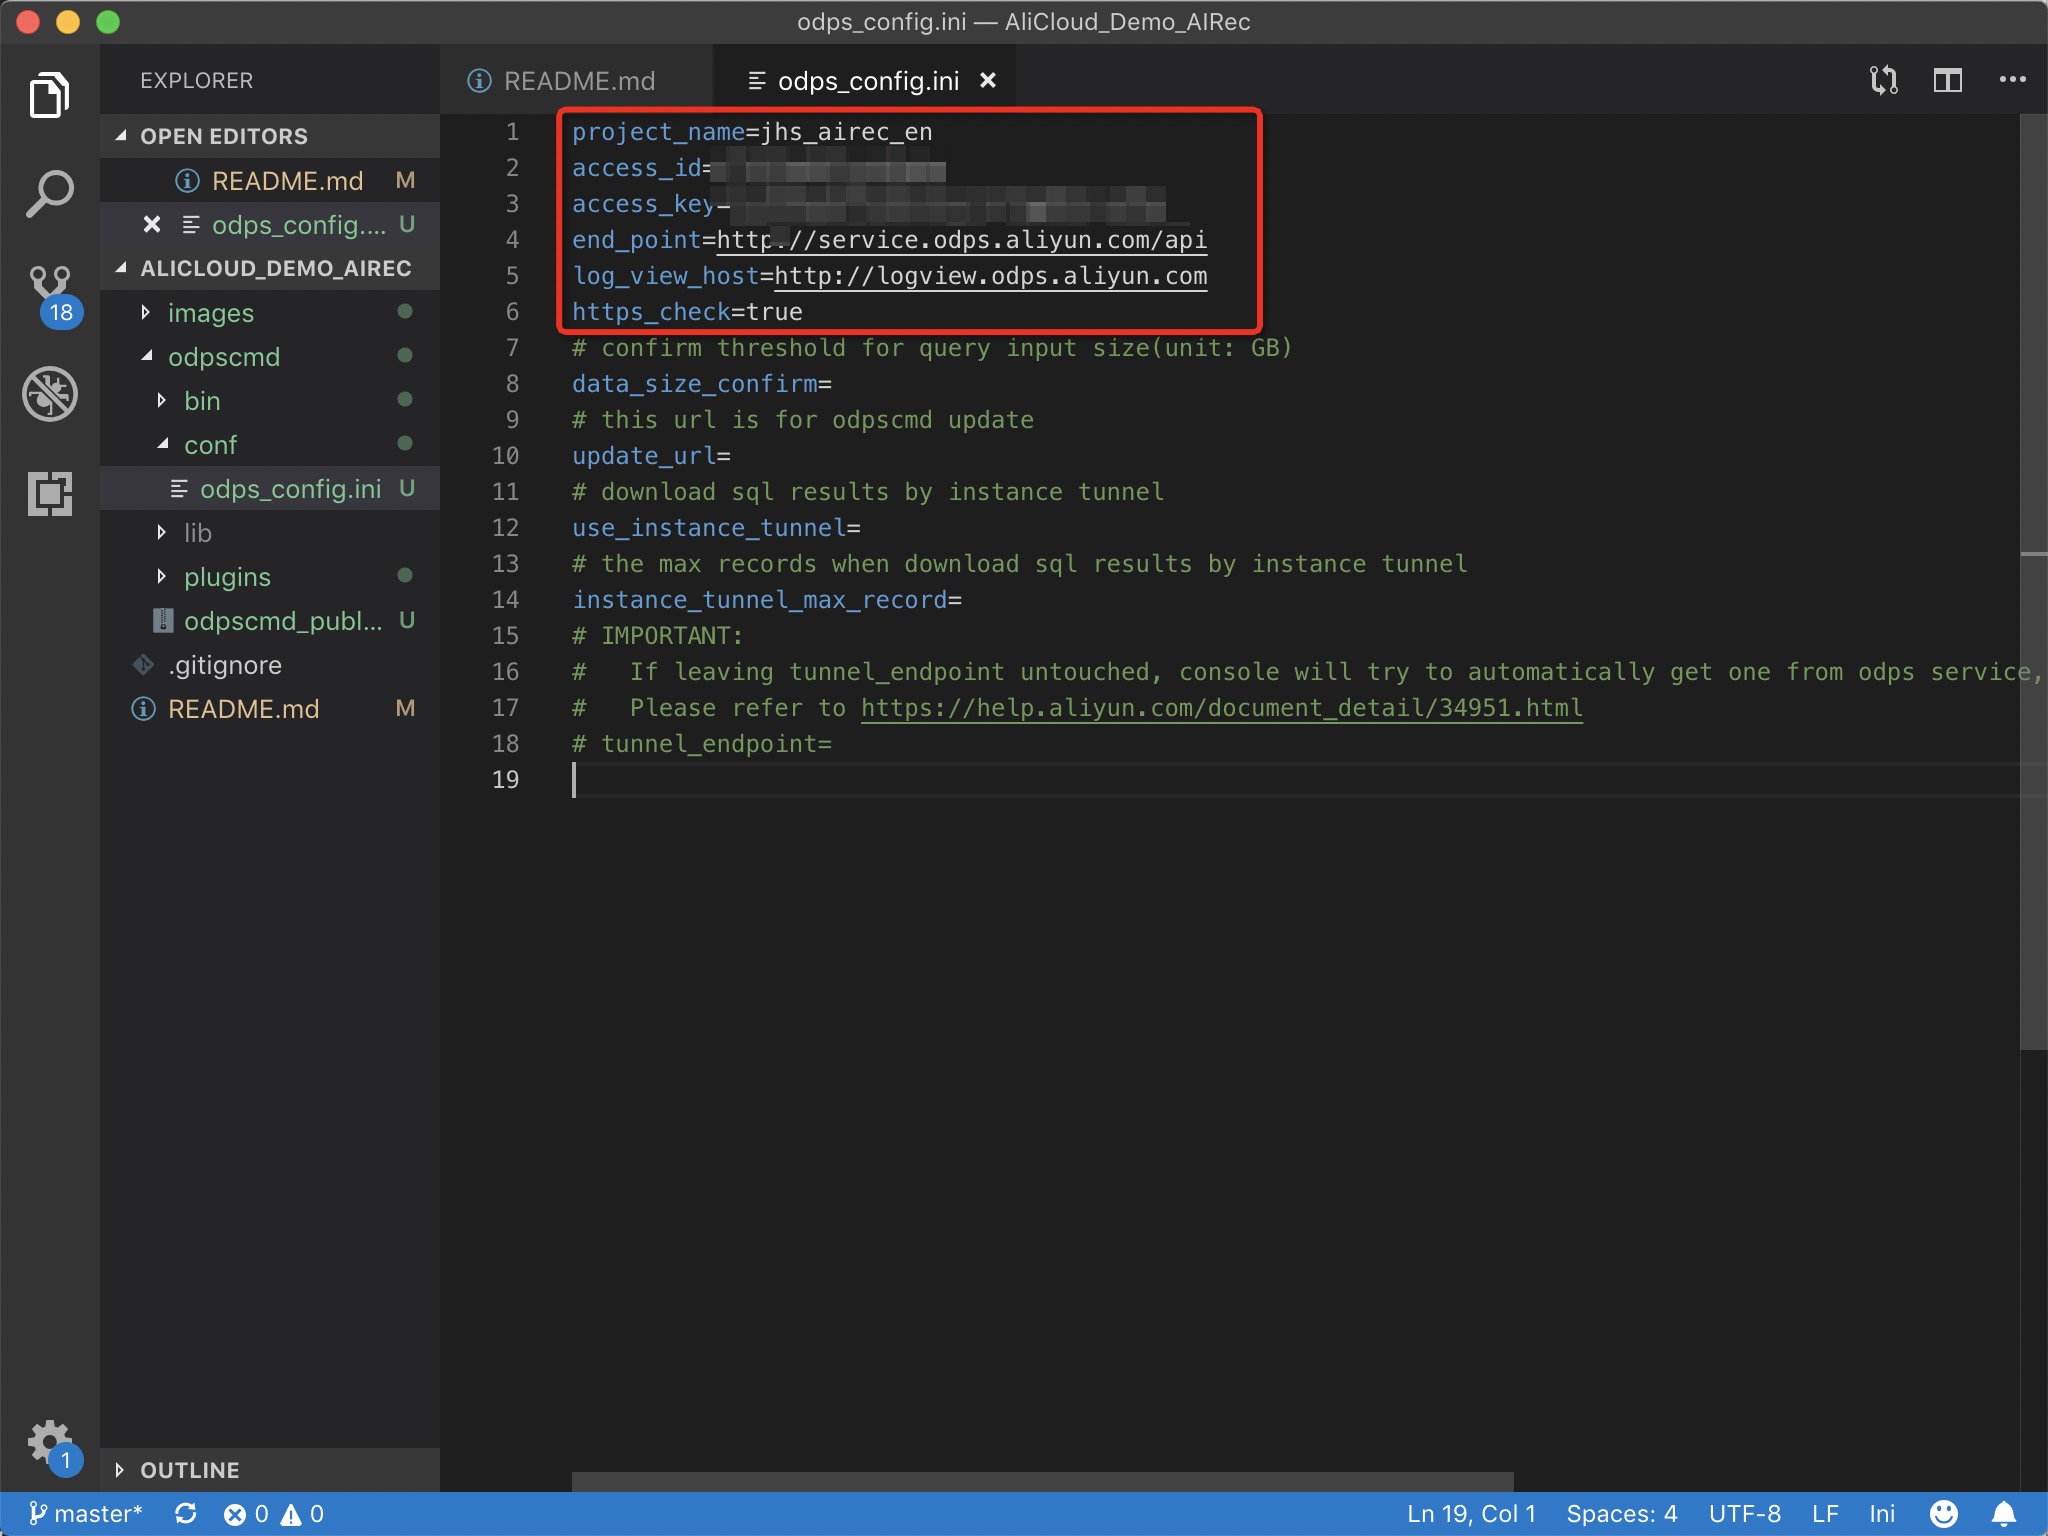 odps_config.ini — AliCloud_Demo_AIRec
EXPLORER
OPEN EDITORS
README.md M
odps_config.... U
ALICLOUD_DEMO_AIREC
images
odpscmd
bin
conf
odps_config.ini U
lib
plugins
odpscmd_publ... U
.gitignore
README.md M
OUTLINE
18
1
README.md
odps_config.ini
1 project_name=jhs_airec_en
2 access_id=
3 access_key=
4 end_point=http://service.odps.aliyun.com/api
5 log_view_host=http://logview.odps.aliyun.com
6 https_check=true
7 # confirm threshold for query input size(unit: GB)
8 data_size_confirm=
9 # this url is for odpscmd update
10 update_url=
11 # download sql results by instance tunnel
12 use_instance_tunnel=
13 # the max records when download sql results by instance tunnel
14 instance_tunnel_max_record=
15 # IMPORTANT:
16 #   If leaving tunnel_endpoint untouched, console will try to automatically get one from odps service,
17 #   Please refer to https://help.aliyun.com/document_detail/34951.html
18 # tunnel_endpoint=
19
master* 0 0 Ln 19, Col 1 Spaces: 4 UTF-8 LF Ini